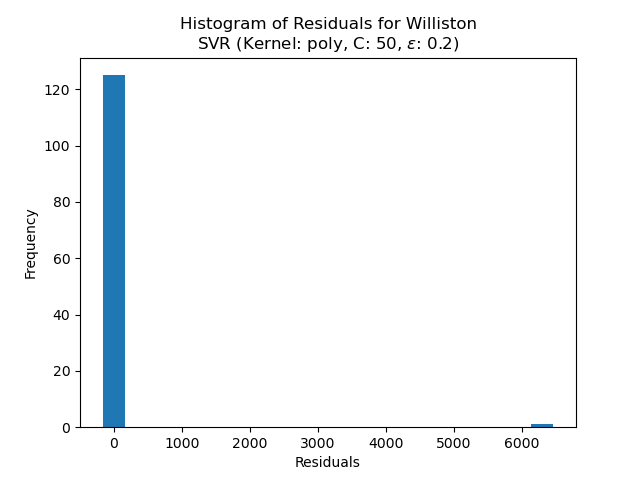 Histogram of Residuals for Williston
SVR (Kernel: poly, C: 50, ε: 0.2)
Frequency
120
100
80
60
40
20
0
0 1000 2000 3000 4000 5000 6000
Residuals